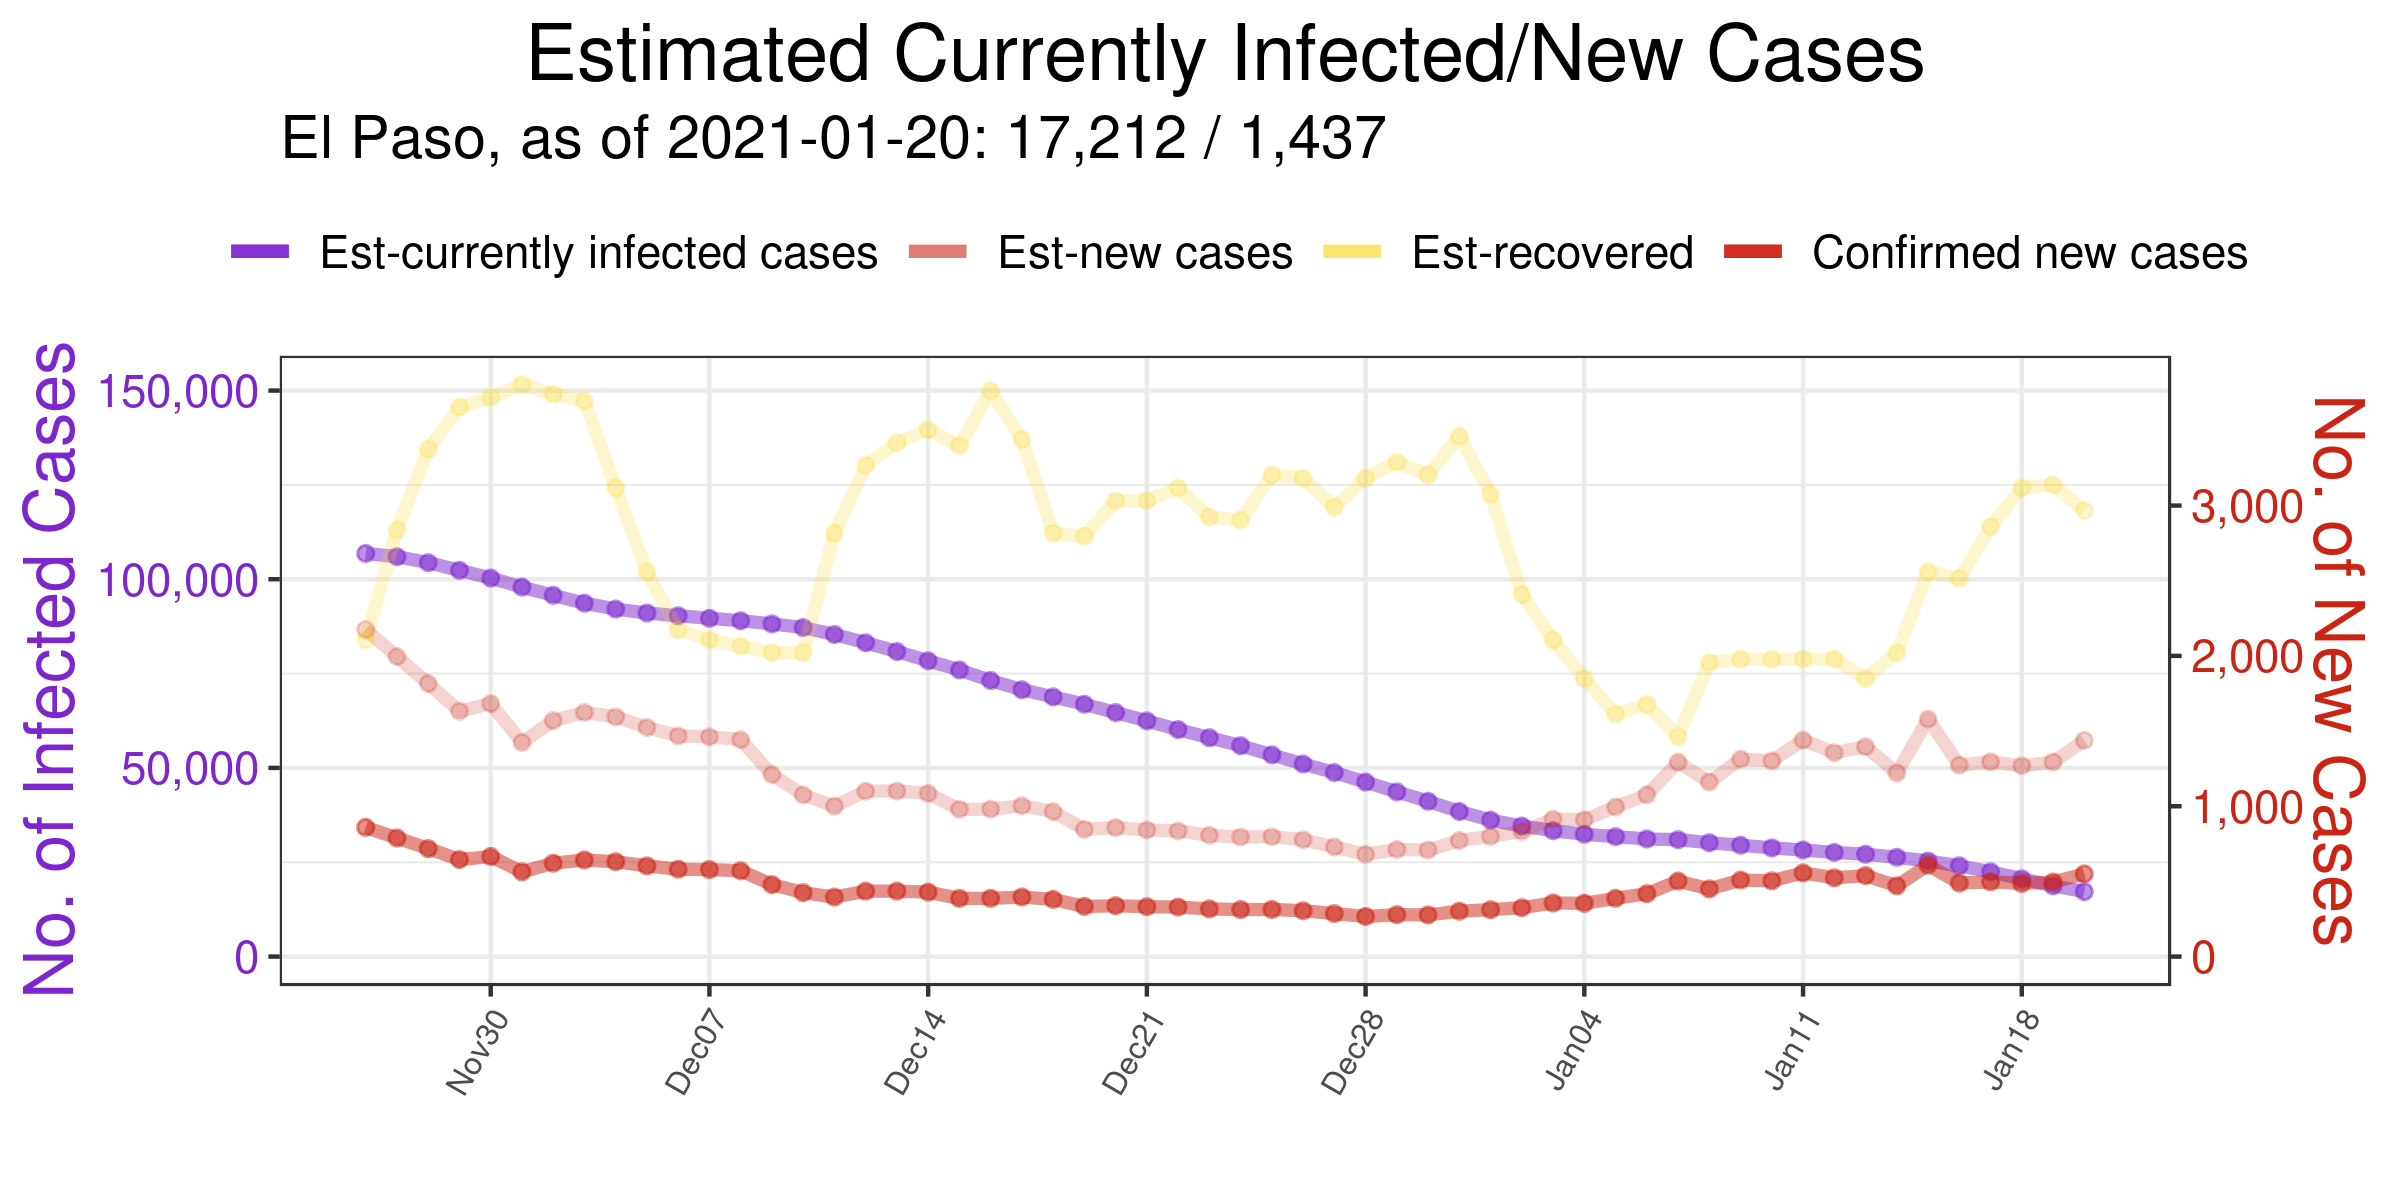 Estimated Currently Infected/New Cases
El Paso, as of 2021-01-20: 17,212 / 1,437
Est-currently infected cases Est-new cases Est-recovered Confirmed new cases
No. of Infected Cases
150,000
100,000
50,000
0
No. of New Cases
3,000
2,000
1,000
0
Nov30 Dec07 Dec14 Dec21 Dec28 Jan04 Jan11 Jan18